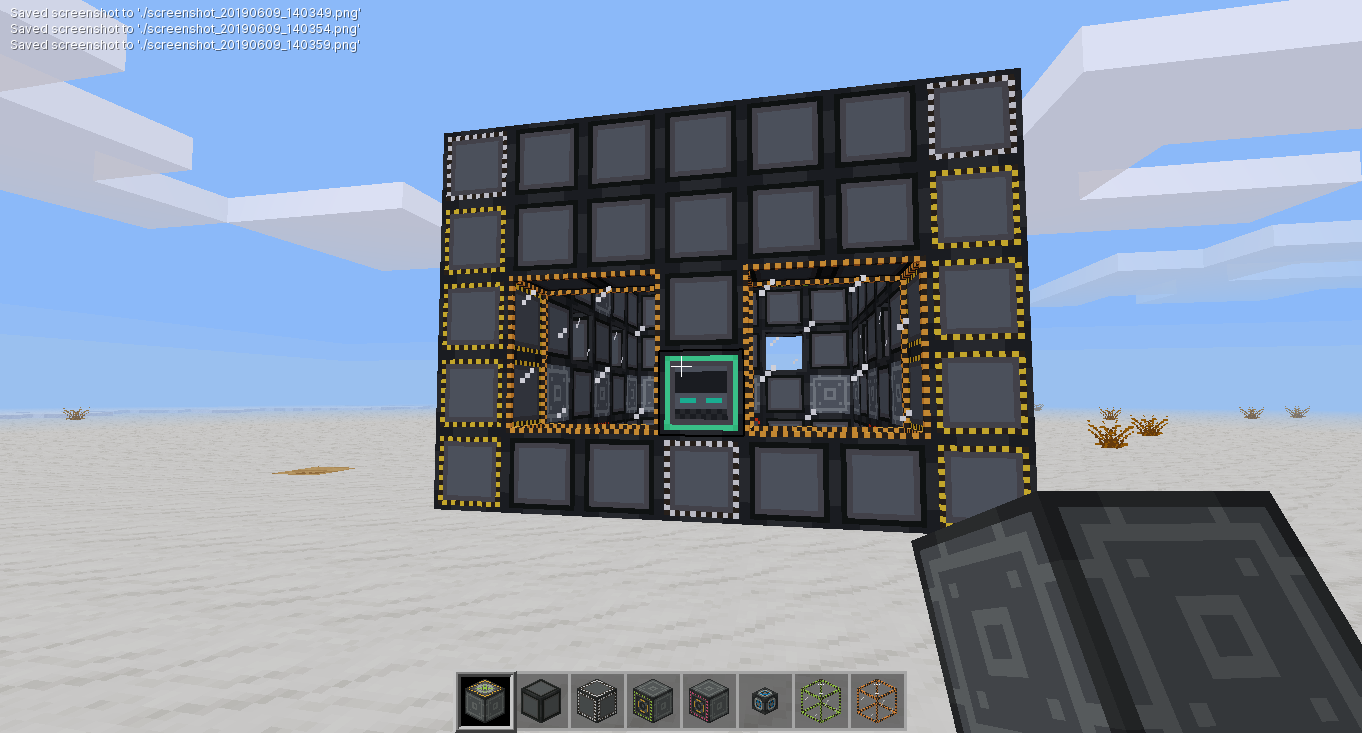 Saved screenshot to './screenshot_20190609_140349.png'
Saved screenshot to './screenshot_20190609_140354.png'
Saved screenshot to './screenshot_20190609_140359.png'